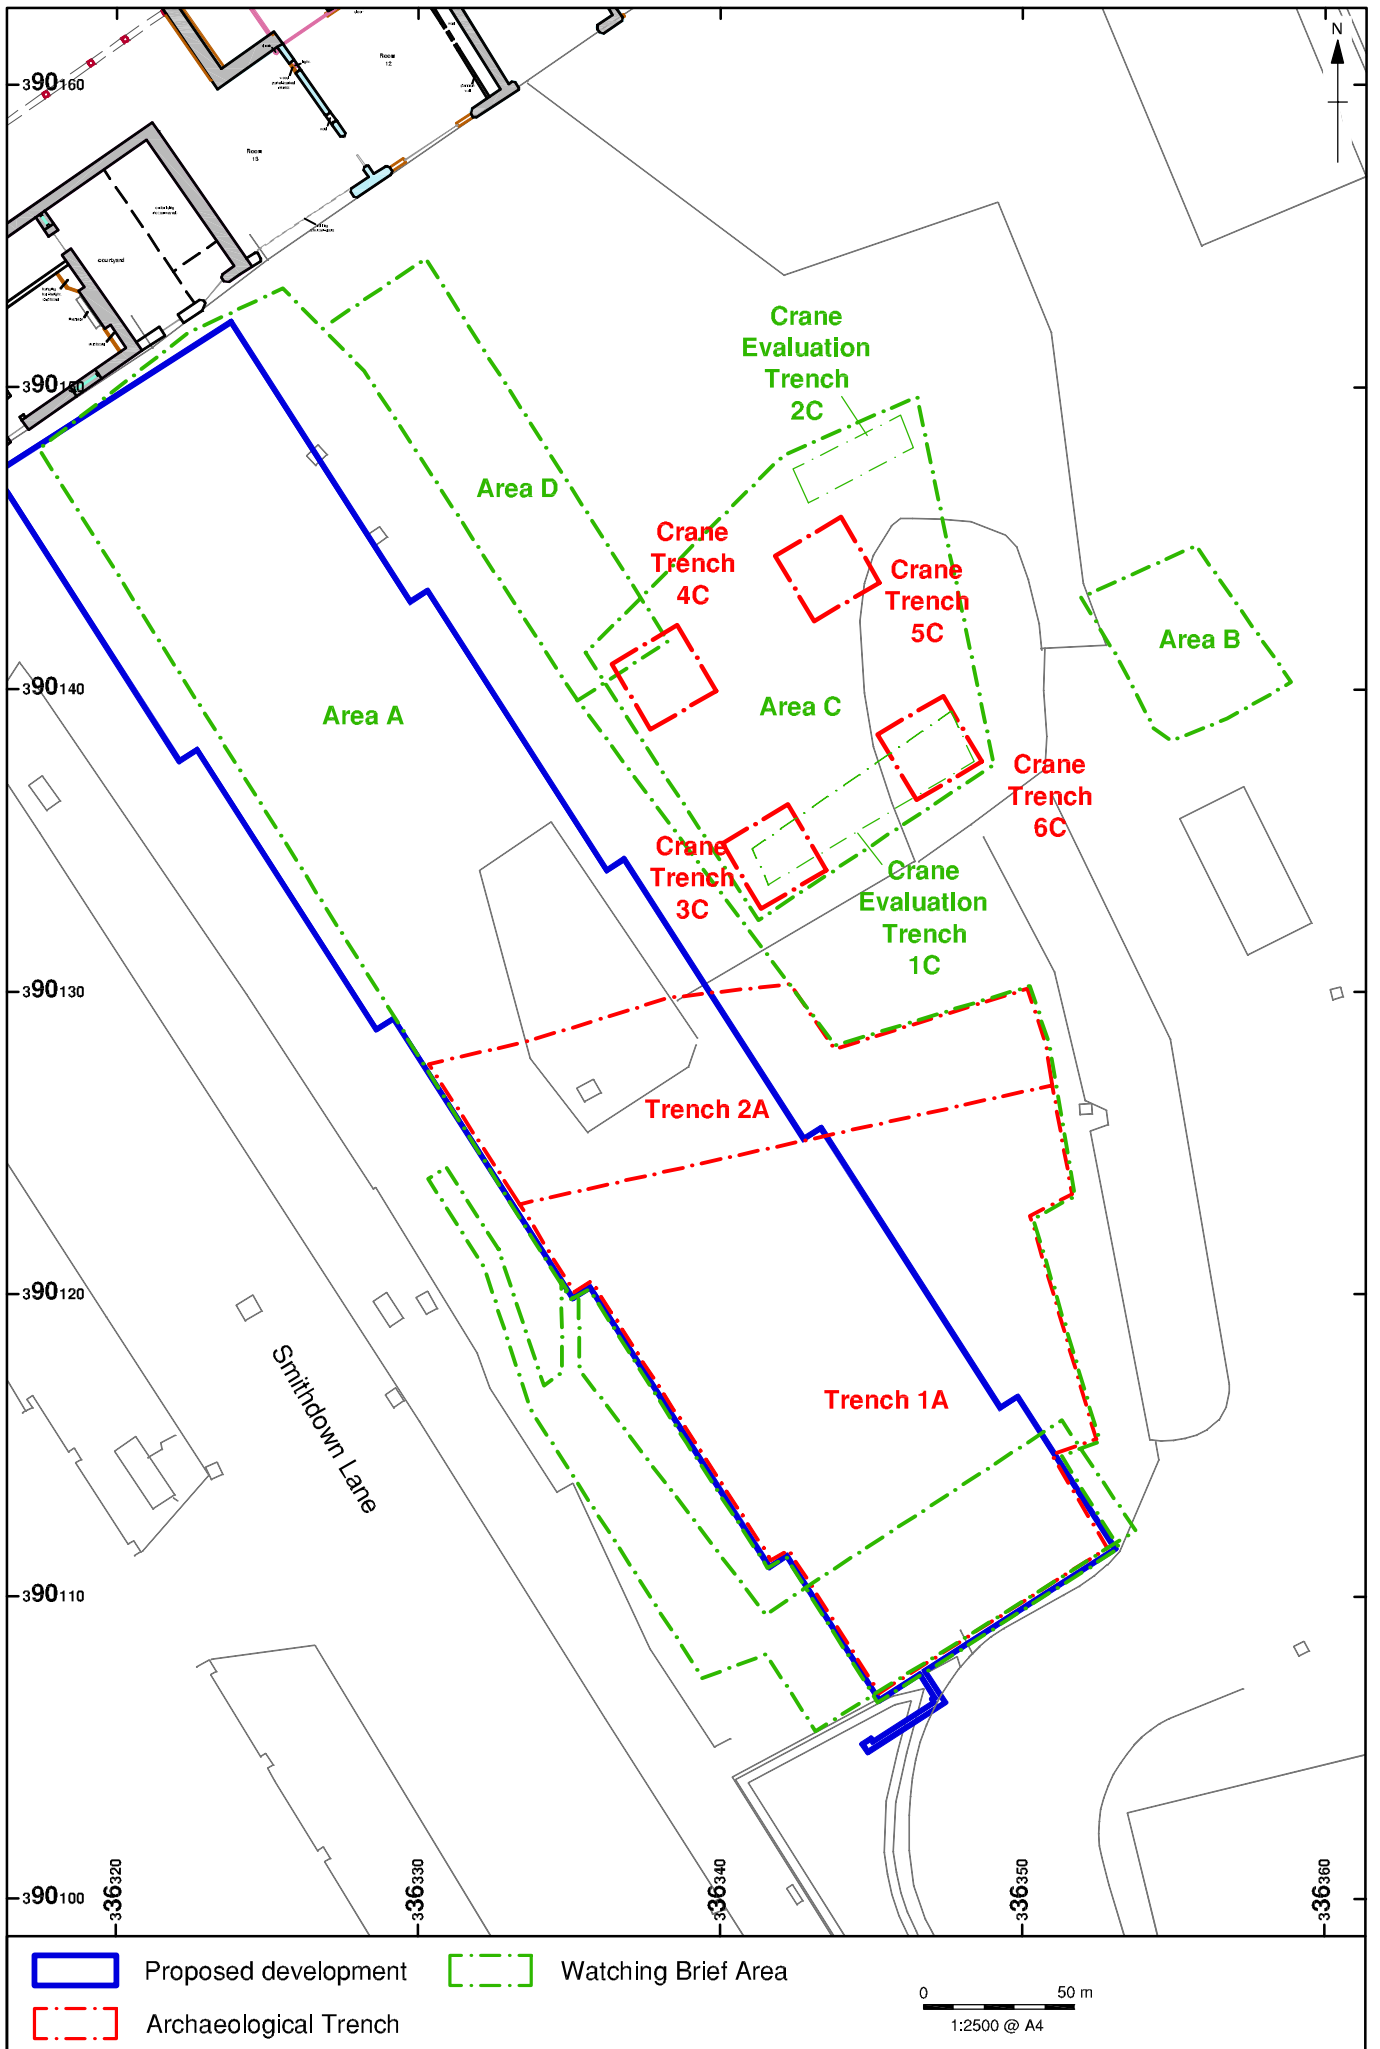 N
Room
12
Room
13
courtyard
390160
390150
390140
390130
390120
390110
390100
Crane
Evaluation
Trench
2C
Area D
Crane
Trench
4C
Crane
Trench
5C
Area B
Area C
Area A
Crane
Trench
6C
Crane
Trench
3C
Crane
Evaluation
Trench
1C
Trench 2A
Trench 1A
Smithdown Lane
336320
336330
336340
336350
336360
Proposed development
Watching Brief Area
Archaeological Trench
0 50 m
1:2500 @ A4